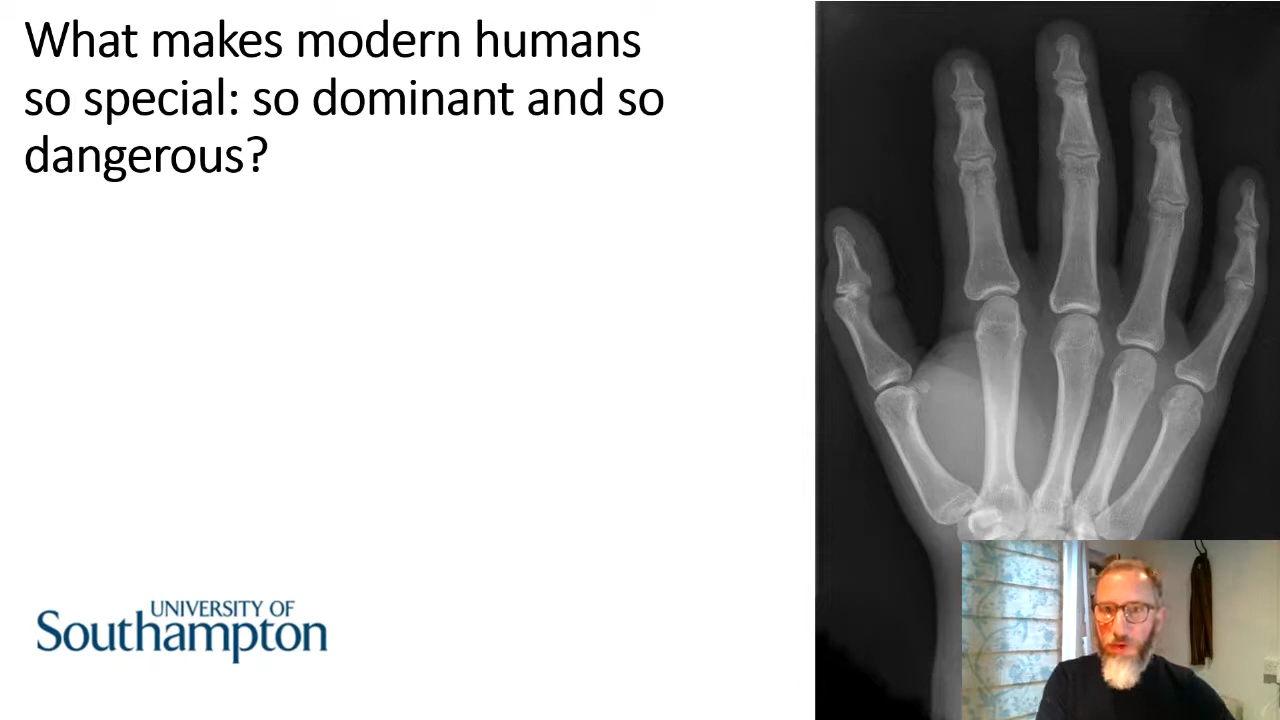 What makes modern humans
so special: so dominant and so
dangerous?
UNIVERSITY OF
Southampton